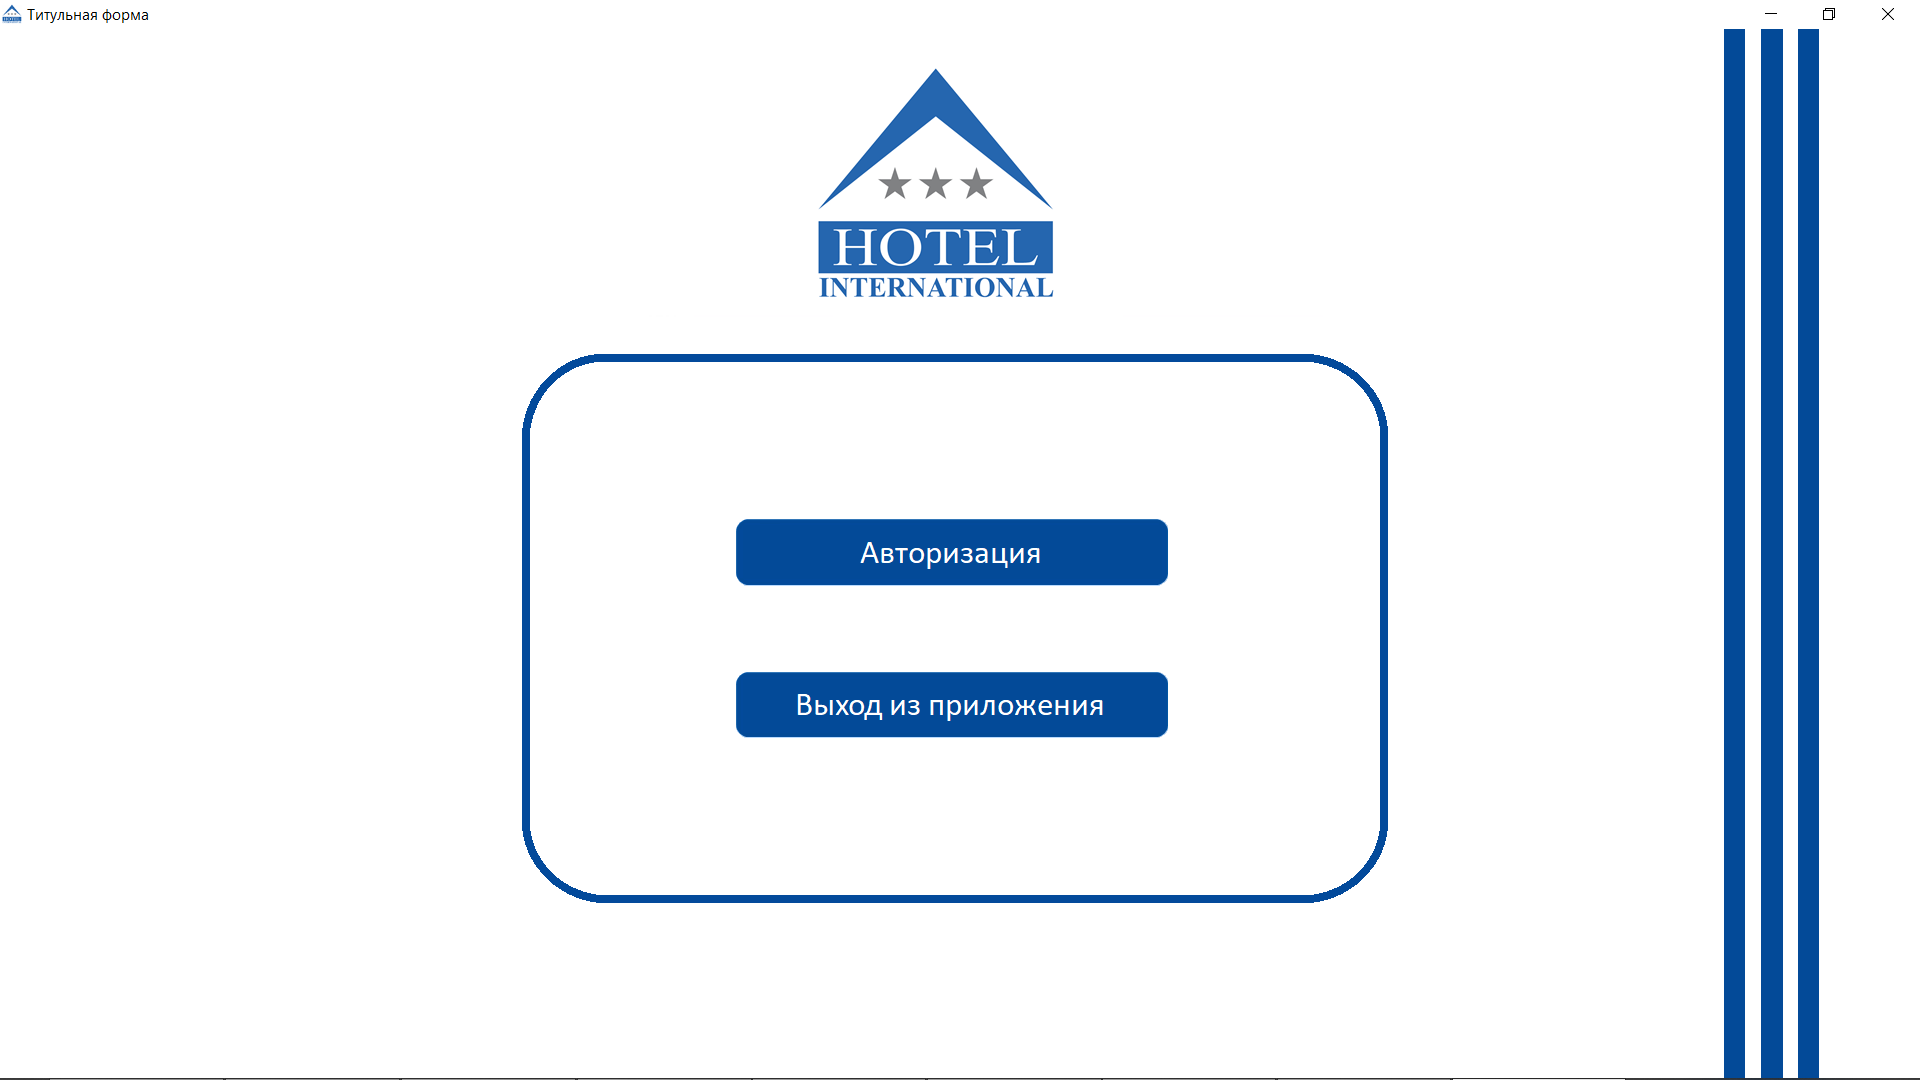 Титульная форма
HOTEL
INTERNATIONAL
Авторизация
Выход из приложения